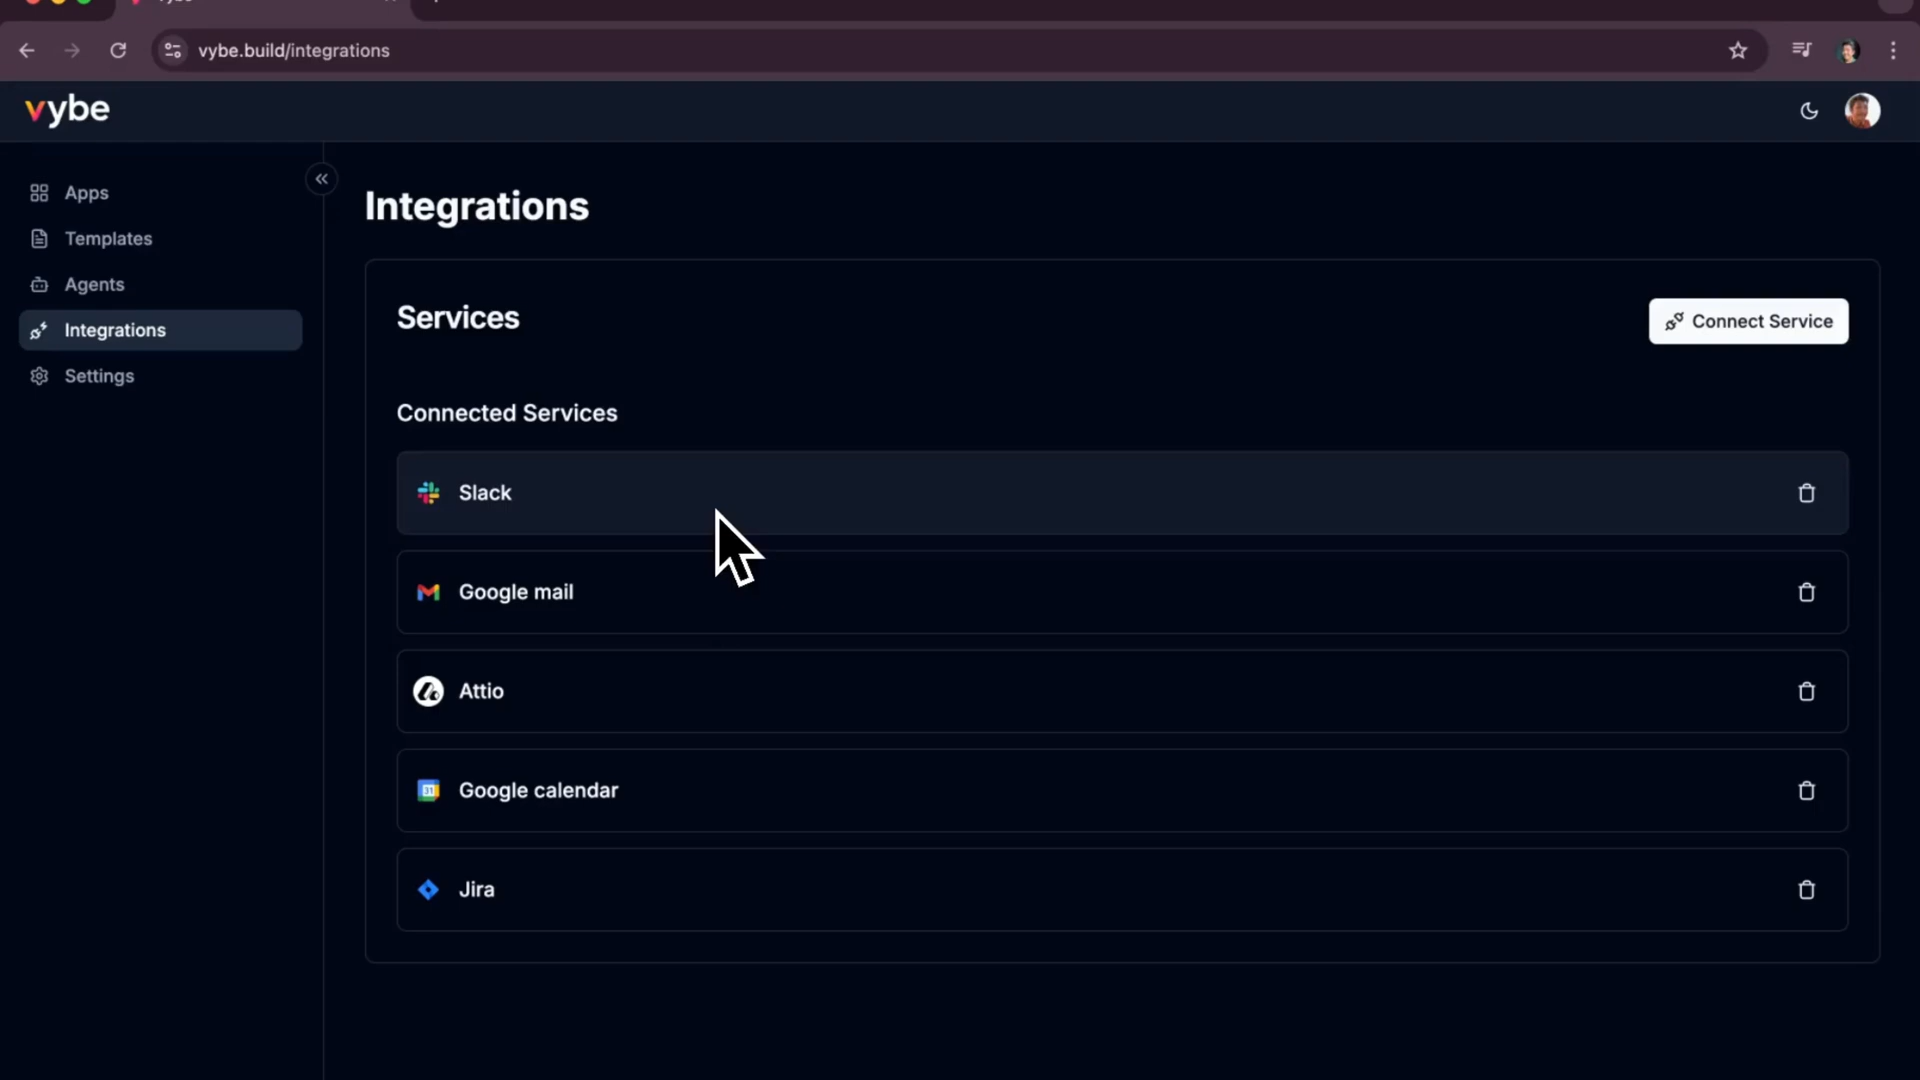 vybe.build/integrations
vybe
Apps
Templates
Agents
Integrations
Settings
Integrations
Services
Connect Service
Connected Services
Slack
Google mail
Attio
31
Google calendar
Jira